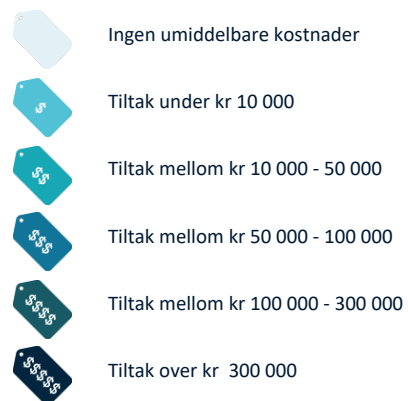 Ingen umiddelbare kostnader
$
Tiltak under kr 10 000
$$
Tiltak mellom kr 10 000 - 50 000
$$$
Tiltak mellom kr 50 000 - 100 000
$$$$
Tiltak mellom kr 100 000 - 300 000
$$$$$
Tiltak over kr  300 000